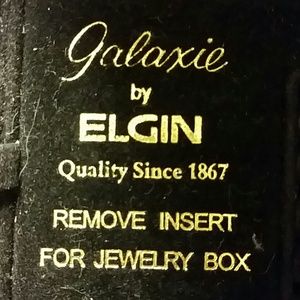 Galaxie
by
ELGIN
Quality Since 1867
REMOVE INSERT
FOR JEWELRY BOX